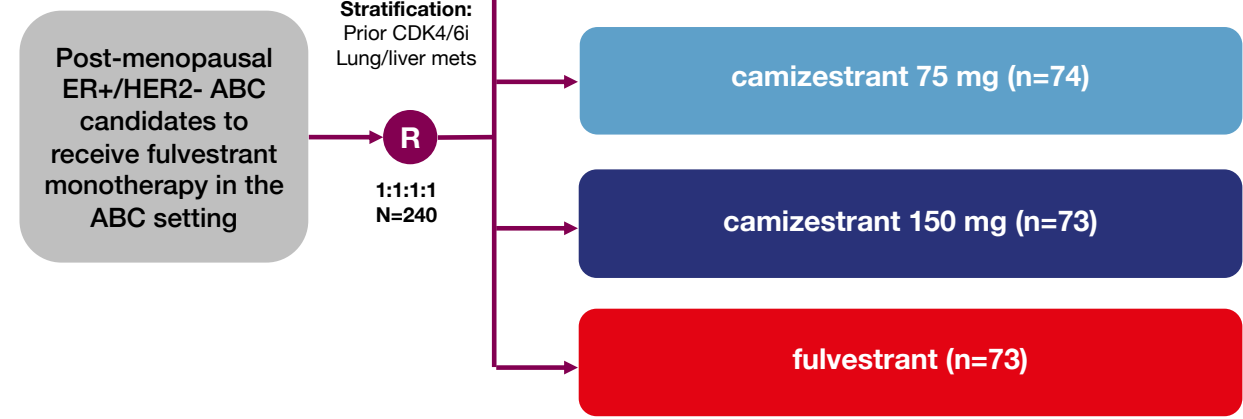 Stratification:
Prior CDK4/6i
Lung/liver mets
Post-menopausal
ER+/HER2- ABC
candidates to
receive fulvestrant
monotherapy in the
ABC setting
R
1:1:1:1
N=240
camizestrant 75 mg (n=74)
camizestrant 150 mg (n=73)
fulvestrant (n=73)